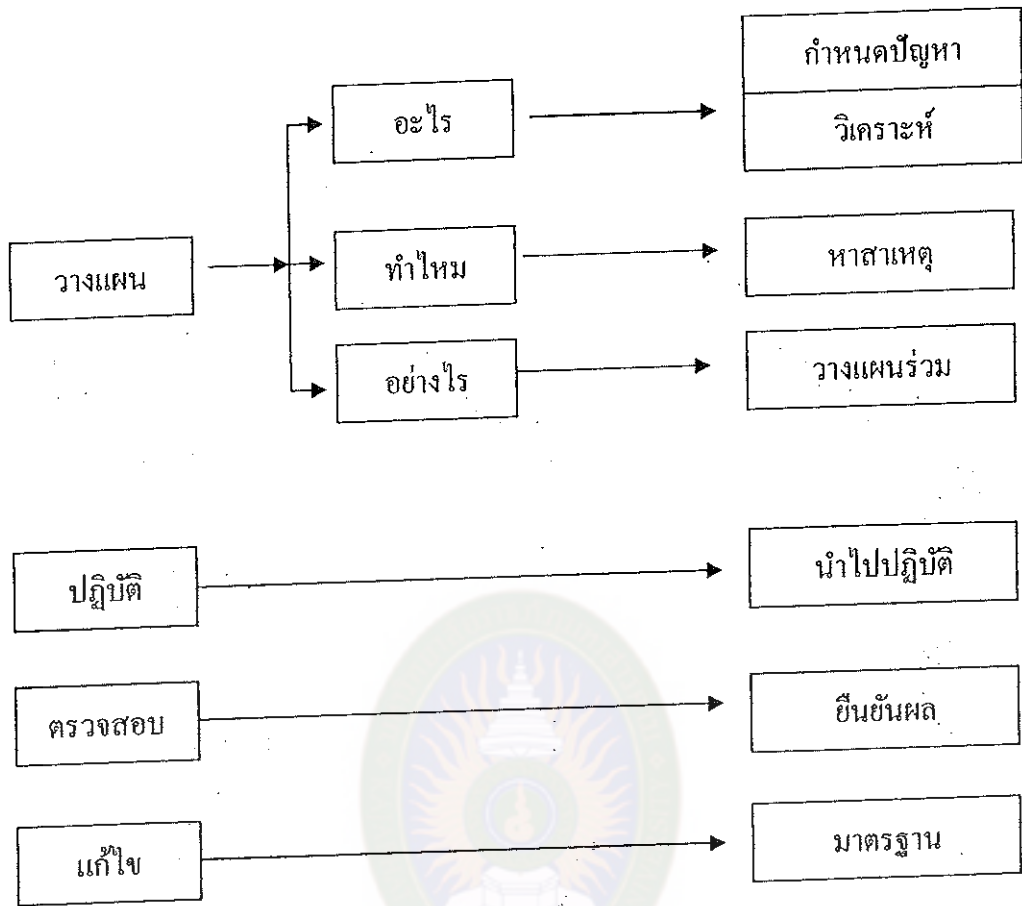 กำหนดปัญหา
อะไร
วิเคราะห์
วางแผน
ทำไหม
หาสาเหตุ
อย่างไร
วางแผนร่วม
ปฏิบัติ
นำไปปฏิบัติ
ตรวจสอบ
ยืนยันผล
แก้ไข
มาตรฐาน